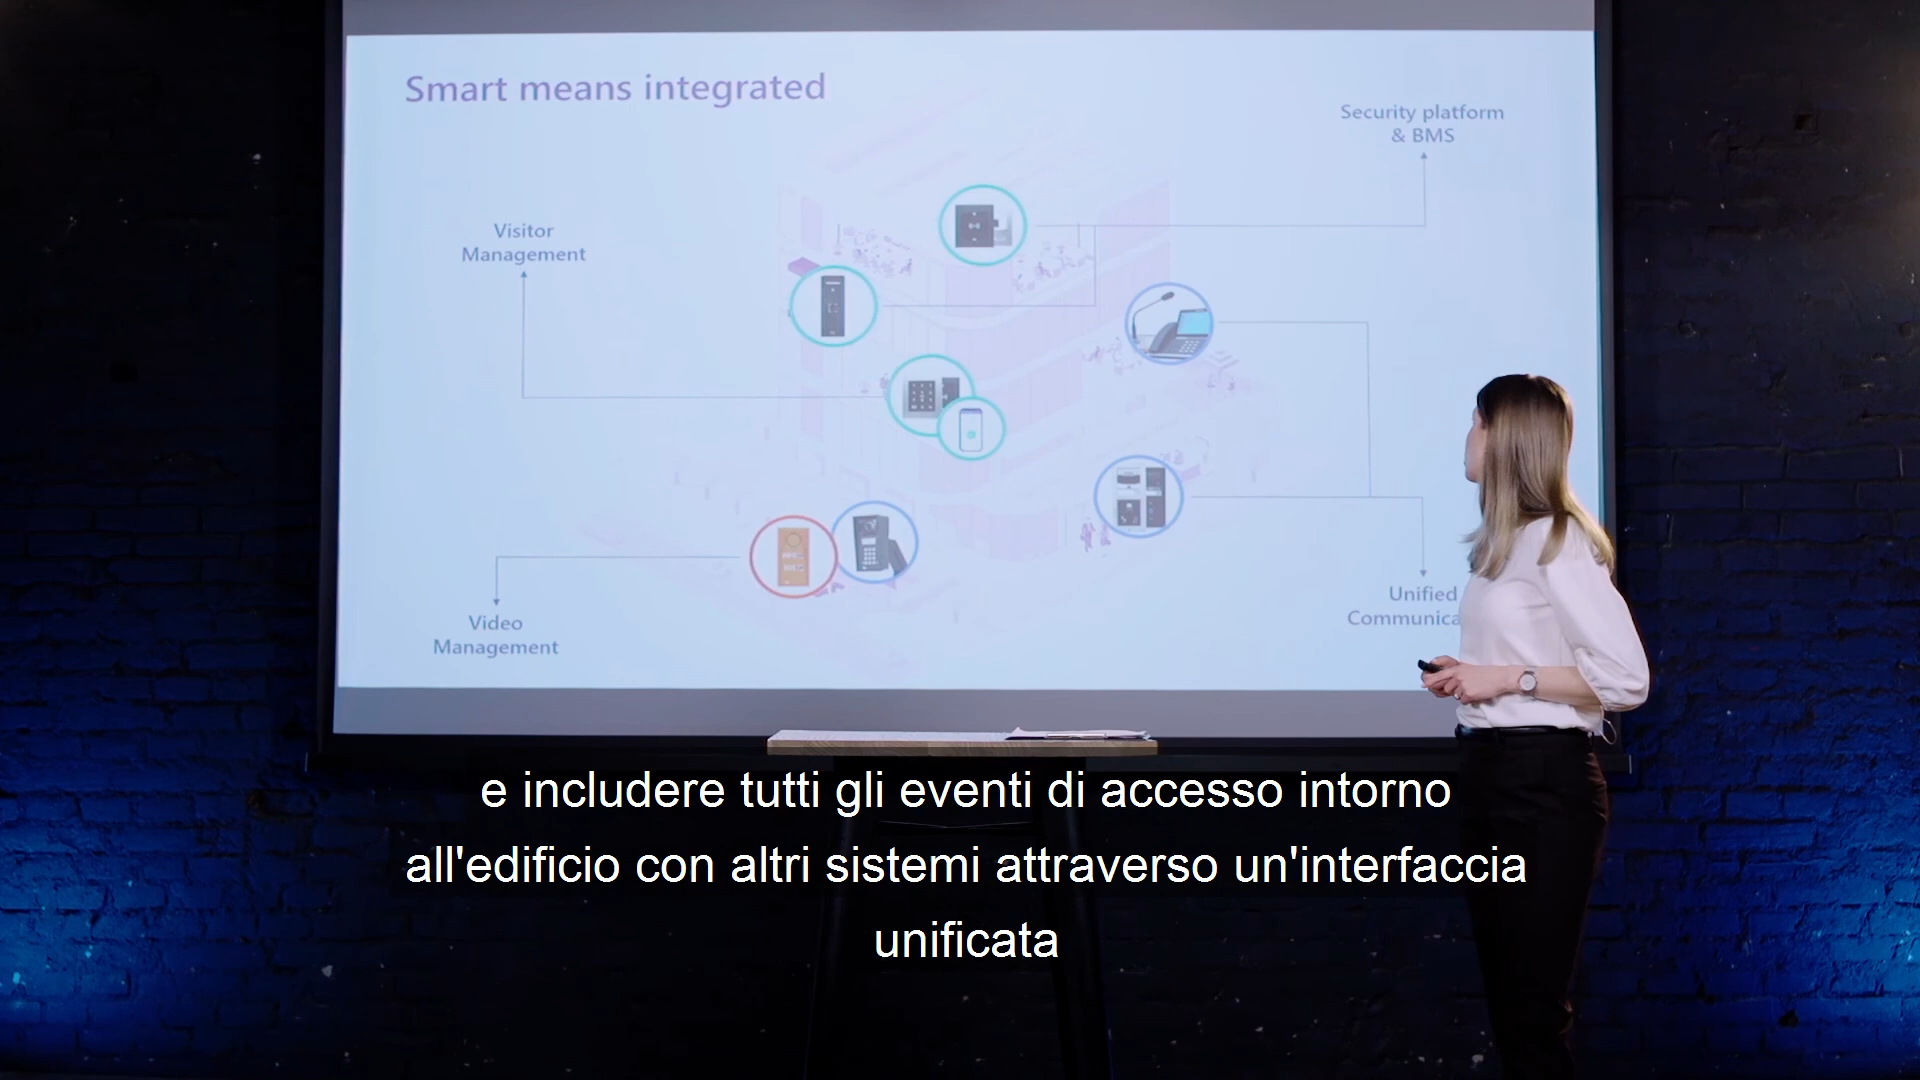 Smart means integrated
Security platform
& BMS
Visitor
Management
Video
Management
Unified
e includere tutti gli eventi di accesso intorno
all'edificio con altri sistemi attraverso un'interfaccia
unificata